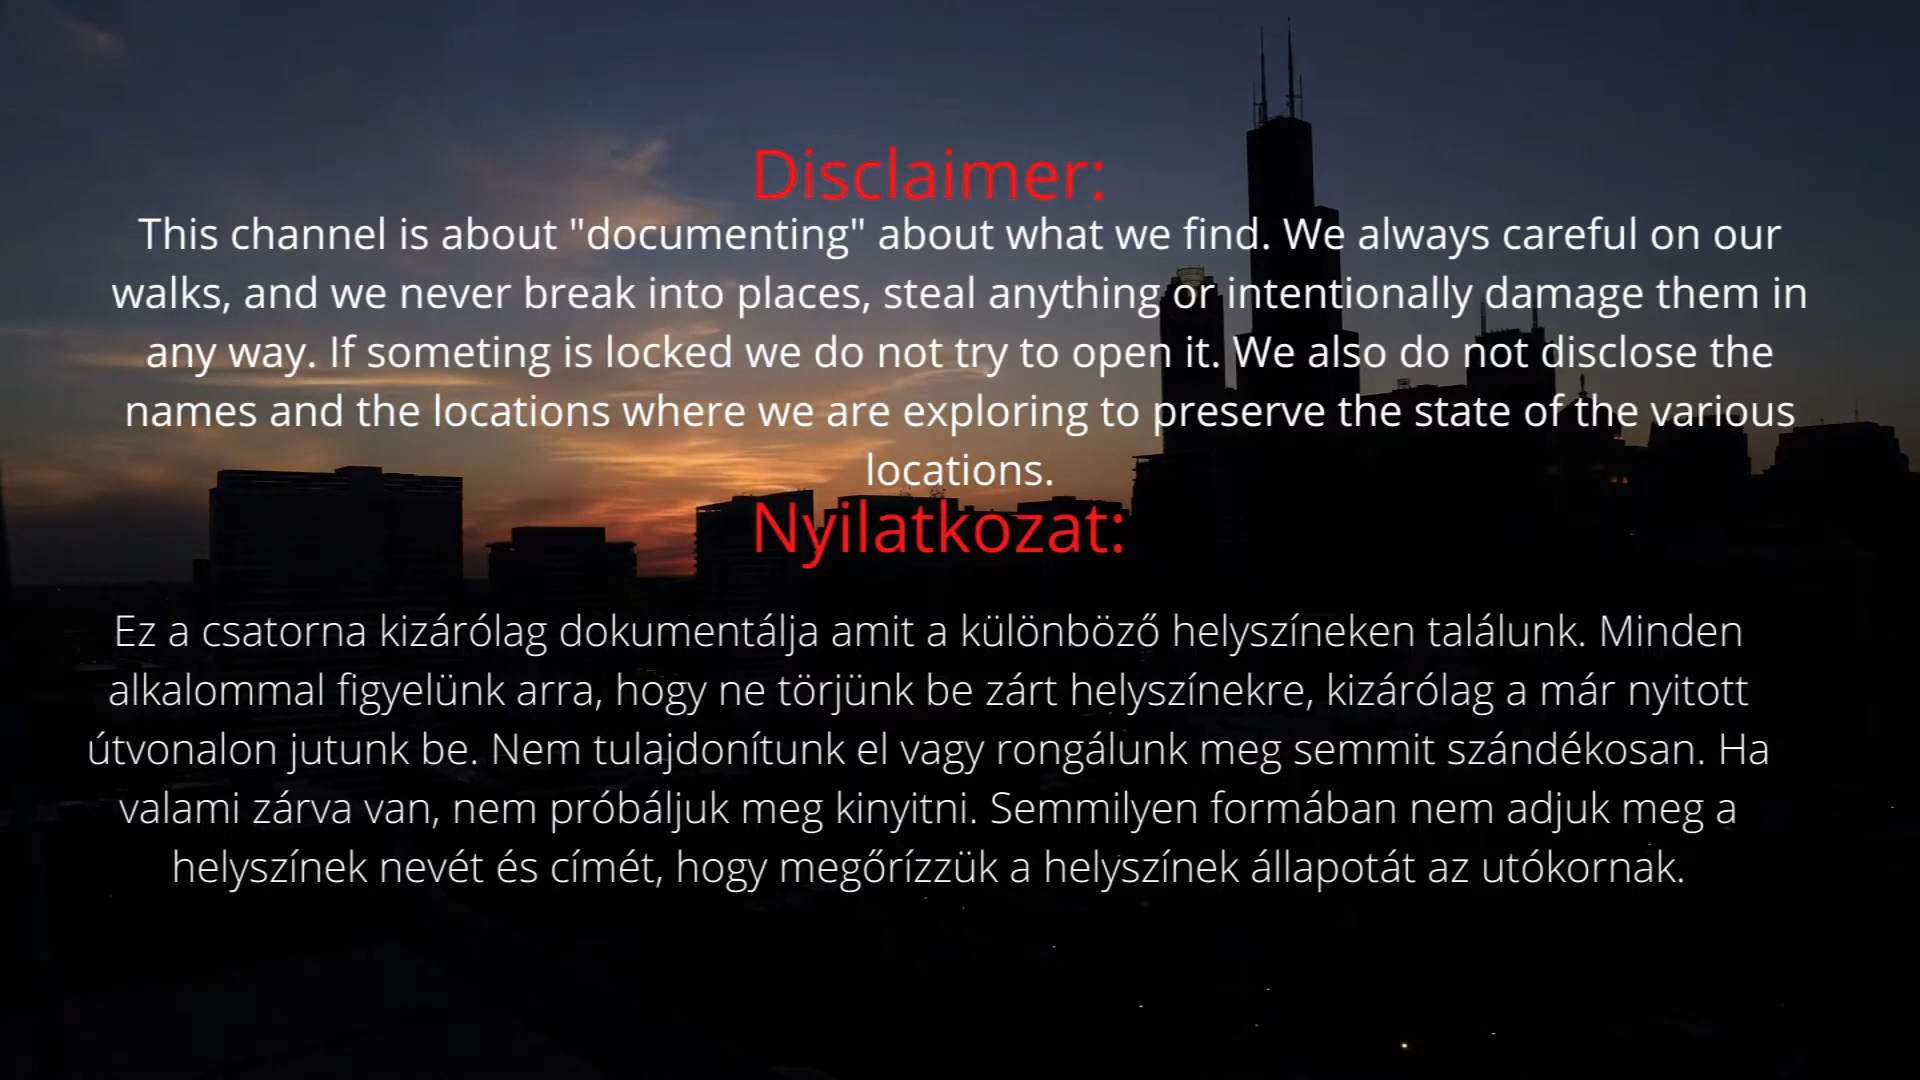 Disclaimer:
This channel is about "documenting" about what we find. We always careful on our
walks, and we never break into places, steal anything or intentionally damage them in
any way. If someting is locked we do not try to open it. We also do not disclose the
names and the locations where we are exploring to preserve the state of the various
locations.
Nyilatkozat:
Ez a csatorna kizárólag dokumentálja amit a különböző helyszíneken találunk. Minden
alkalommal figyelünk arra, hogy ne törjünk be zárt helyszínekre, kizárólag a már nyitott
útvonalon jutunk be. Nem tulajdonítunk el vagy rongálunk meg semmit szándékosan. Ha
valami zárva van, nem próbáljuk meg kinyitni. Semmilyen formában nem adjuk meg a
helyszínek nevét és címét, hogy megőrízzük a helyszínek állapotát az utókornak.